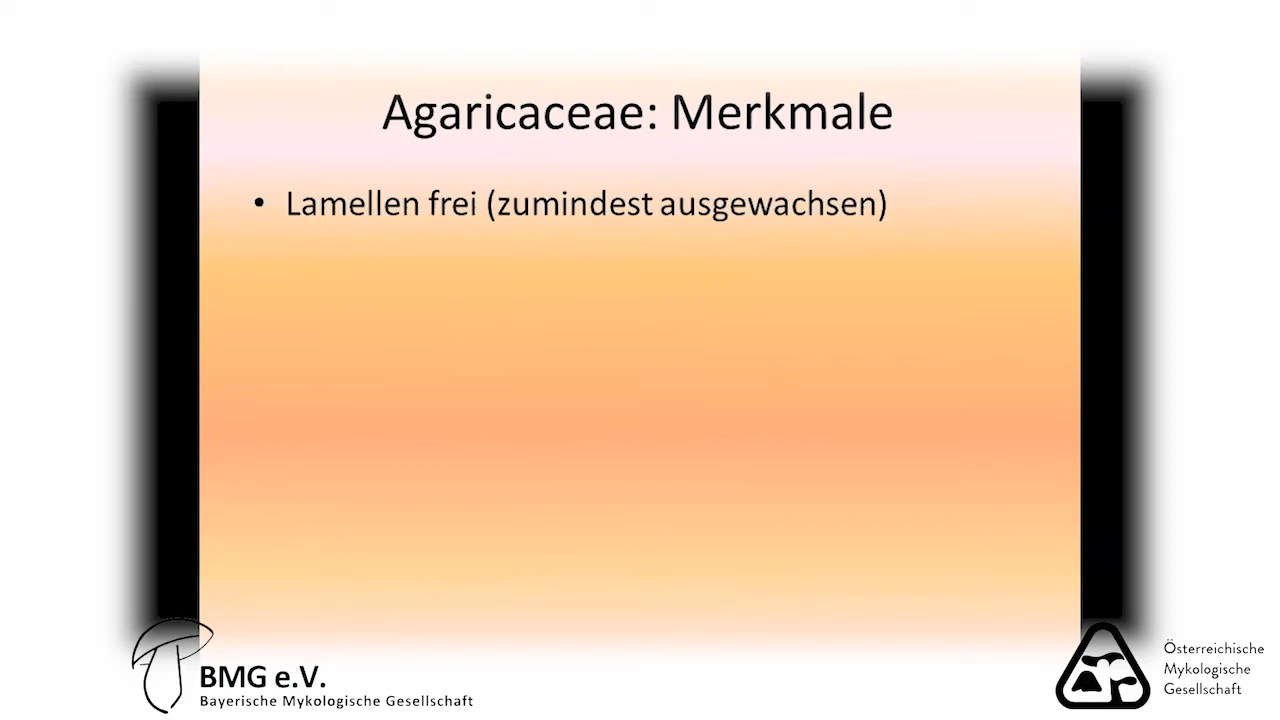 Agaricaceae: Merkmale
• Lamellen frei (zumindest ausgewachsen)
BMG e.V.
Bayerische Mykologische Gesellschaft
Österreichische
Mykologische
Gesellschaft